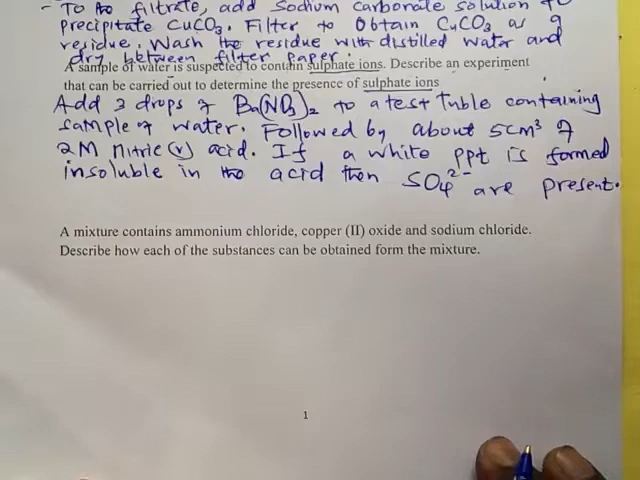 - To the filtrate, add sodium carbonate solution to
precipitate CuCO3. Filter to obtain CuCO3 as a
residue. Wash the residue with distilled water and
dry between filter paper.
A sample of water is suspected to contain sulphate ions. Describe an experiment
that can be carried out to determine the presence of sulphate ions
Add 3 drops of Ba(NO3)2 to a test tube containing
sample of water. Followed by about 5cm³ of
2M nitric (v) acid. If a white ppt is formed
insoluble in the acid then SO4²⁻ are present.
A mixture contains ammonium chloride, copper (II) oxide and sodium chloride.
Describe how each of the substances can be obtained form the mixture.
1